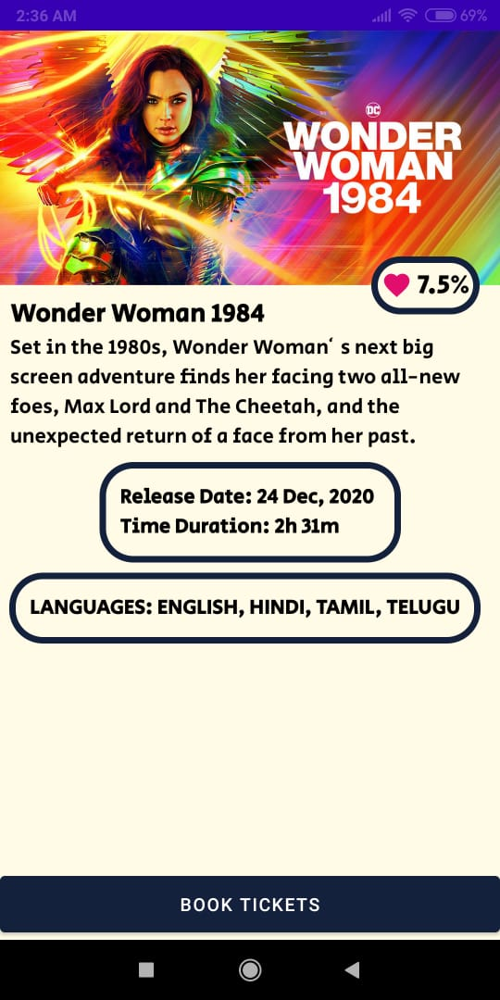 2:36 AM 69%
DC
WONDER
WOMAN
1984
7.5%
Wonder Woman 1984
Set in the 1980s, Wonder Woman‘ s next big
screen adventure finds her facing two all-new
foes, Max Lord and The Cheetah, and the
unexpected return of a face from her past.
Release Date: 24 Dec, 2020
Time Duration: 2h 31m
LANGUAGES: ENGLISH, HINDI, TAMIL, TELUGU
BOOK TICKETS